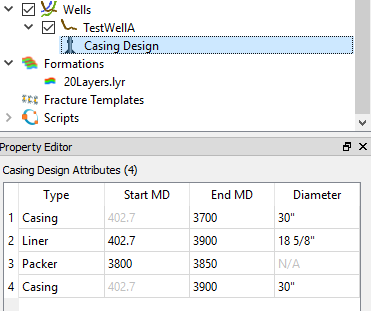 Wells
TestWellA
Casing Design
Formations
20Layers.lyr
Fracture Templates
Scripts
Property Editor
Casing Design Attributes (4)
Type Start MD End MD Diameter
1 Casing 402.7 3700 30"
2 Liner 402.7 3900 18 5/8"
3 Packer 3800 3850 N/A
4 Casing 402.7 3900 30"